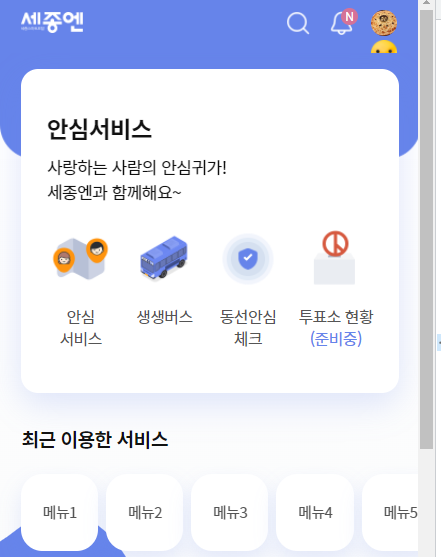 세종엔
N
안심서비스
사랑하는 사람의 안심귀가!
세종엔과 함께해요~
안심
서비스
생생버스
동선안심
체크
투표소 현황
(준비중)
최근 이용한 서비스
메뉴1
메뉴2
메뉴3
메뉴4
메뉴5